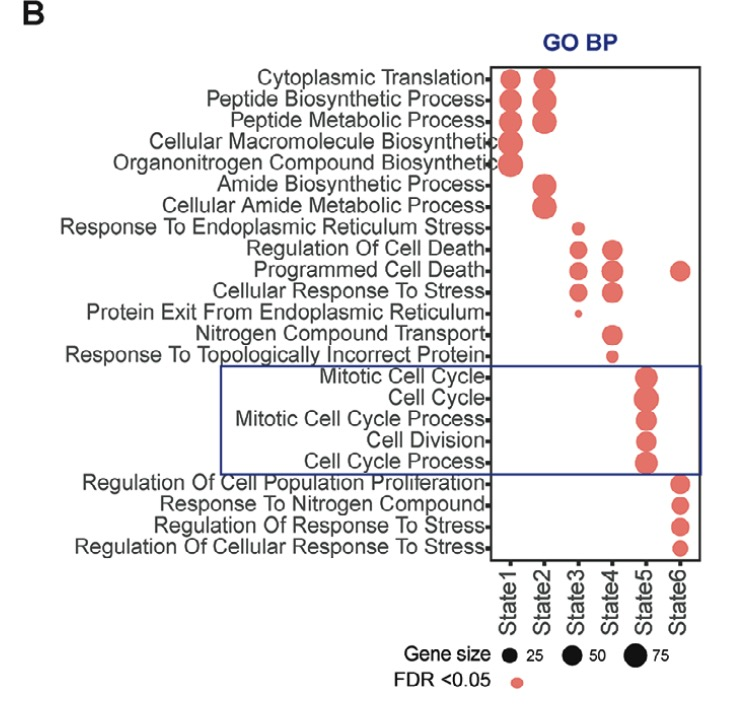 B
GO BP
Cytoplasmic Translation
Peptide Biosynthetic Process
Peptide Metabolic Process
Cellular Macromolecule Biosynthetic
Organonitrogen Compound Biosynthetic
Amide Biosynthetic Process
Cellular Amide Metabolic Process
Response To Endoplasmic Reticulum Stress
Regulation Of Cell Death
Programmed Cell Death
Cellular Response To Stress
Protein Exit From Endoplasmic Reticulum
Nitrogen Compound Transport
Response To Topologically Incorrect Protein
Mitotic Cell Cycle
Cell Cycle
Mitotic Cell Cycle Process
Cell Division
Cell Cycle Process
Regulation Of Cell Population Proliferation
Response To Nitrogen Compound
Regulation Of Response To Stress
Regulation Of Cellular Response To Stress
State1
State2
State3
State4
State5
State6
Gene size 25 50 75
FDR <0.05